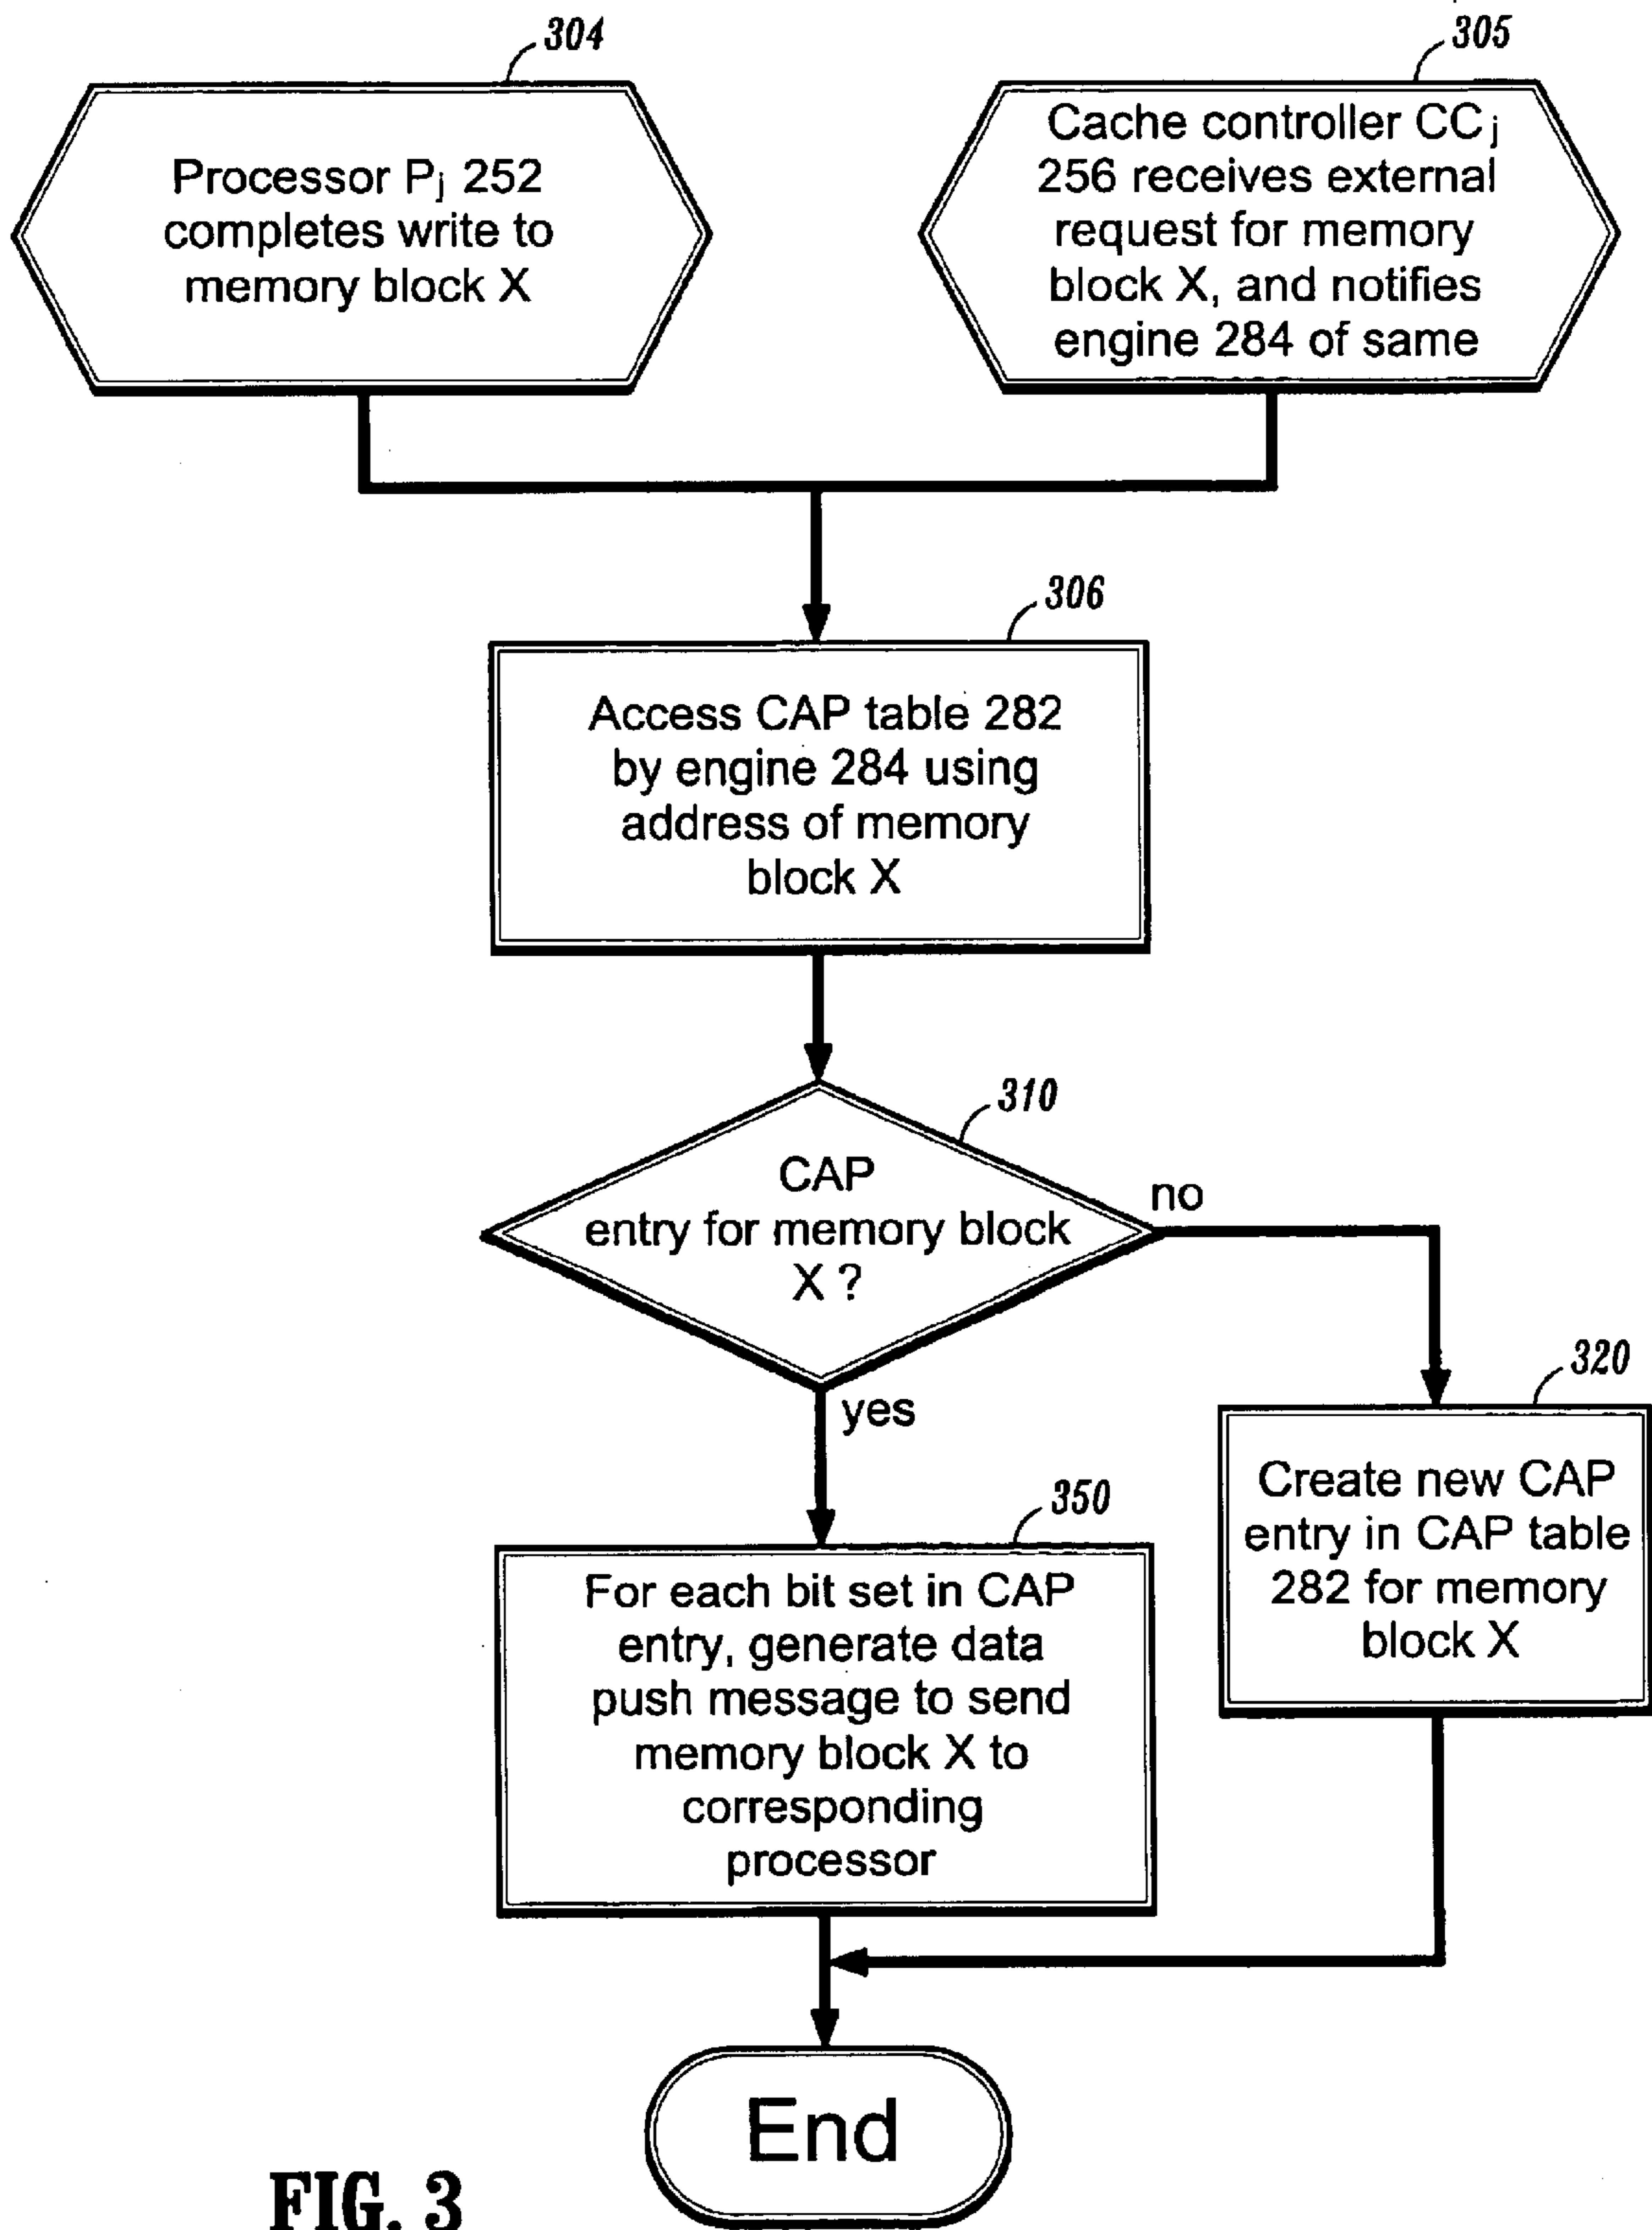 304
Processor Pj 252
completes write to
memory block X
305
Cache controller CCj
256 receives external
request for memory
block X, and notifies
engine 284 of same
306
Access CAP table 282
by engine 284 using
address of memory
block X
310
CAP
entry for memory block
X ?
no
yes
320
Create new CAP
entry in CAP table
282 for memory
block X
350
For each bit set in CAP
entry, generate data
push message to send
memory block X to
corresponding
processor
End
FIG. 3